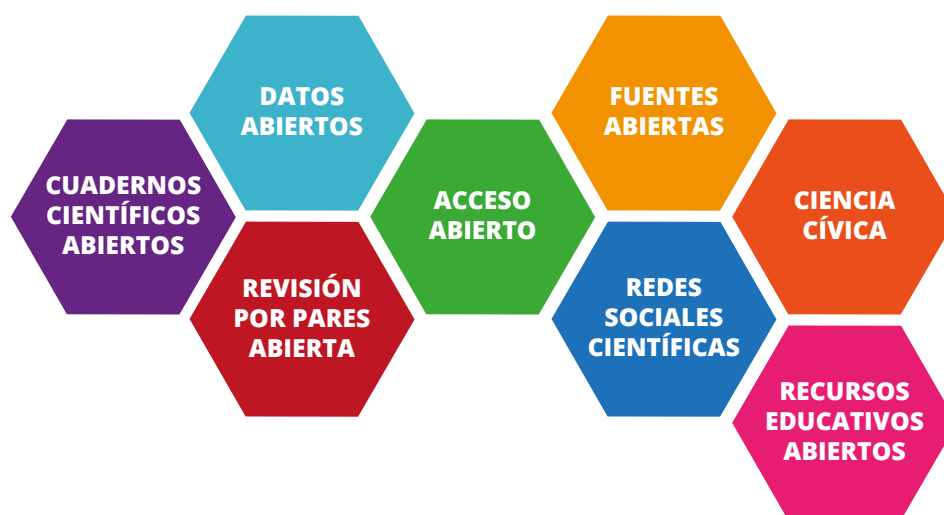 DATOS
ABIERTOS
FUENTES
ABIERTAS
CUADERNOS
CIENTÍFICOS
ABIERTOS
ACCESO
ABIERTO
CIENCIA
CÍVICA
REVISIÓN
POR PARES
ABIERTA
REDES
SOCIALES
CIENTÍFICAS
RECURSOS
EDUCATIVOS
ABIERTOS